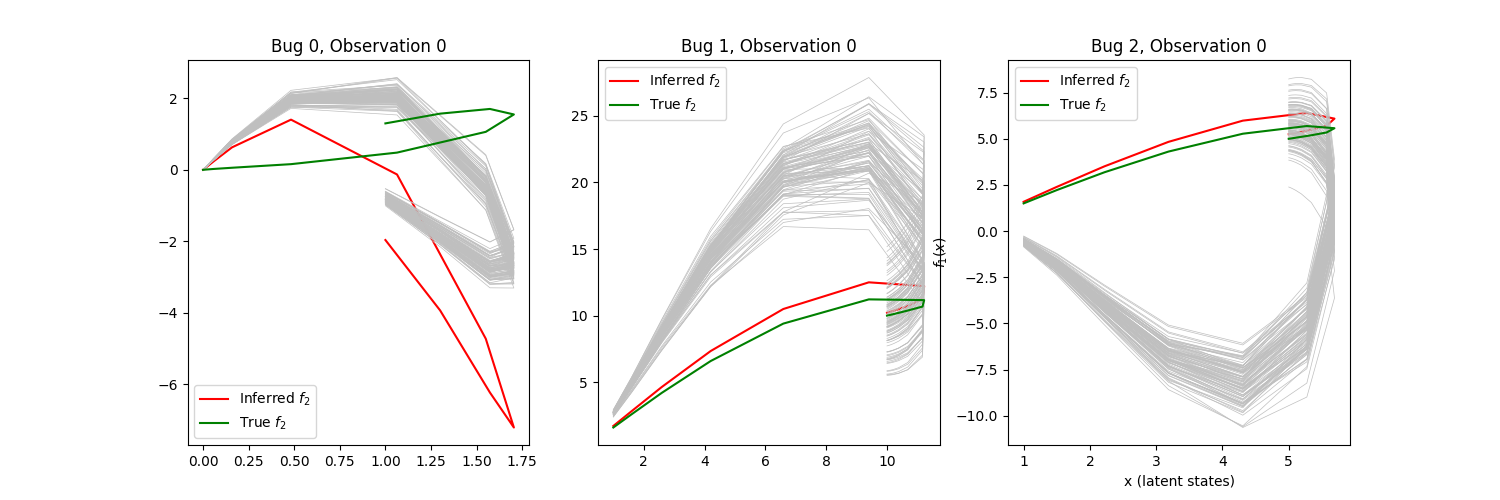 Bug 0, Observation 0
2
0
−2
−4
−6
0.00 0.25 0.50 0.75 1.00 1.25 1.50 1.75
Inferred f₂
True f₂
Bug 1, Observation 0
25
20
15
10
5
2 4 6 8 10
Inferred f₂
True f₂
Bug 2, Observation 0
f₁(x)
7.5
5.0
2.5
0.0
−2.5
−5.0
−7.5
−10.0
1 2 3 4 5
x (latent states)
Inferred f₂
True f₂